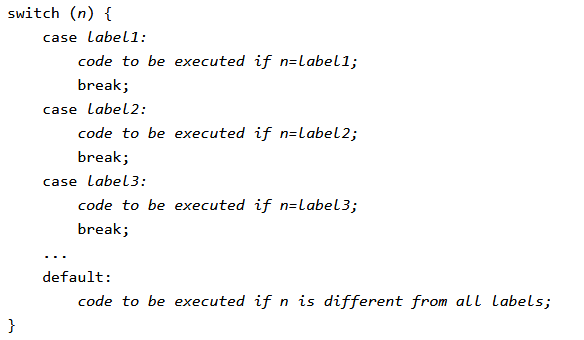 switch (n) {
    case label1:
        code to be executed if n=label1;
        break;
    case label2:
        code to be executed if n=label2;
        break;
    case label3:
        code to be executed if n=label3;
        break;
    ...
    default:
        code to be executed if n is different from all labels;
}